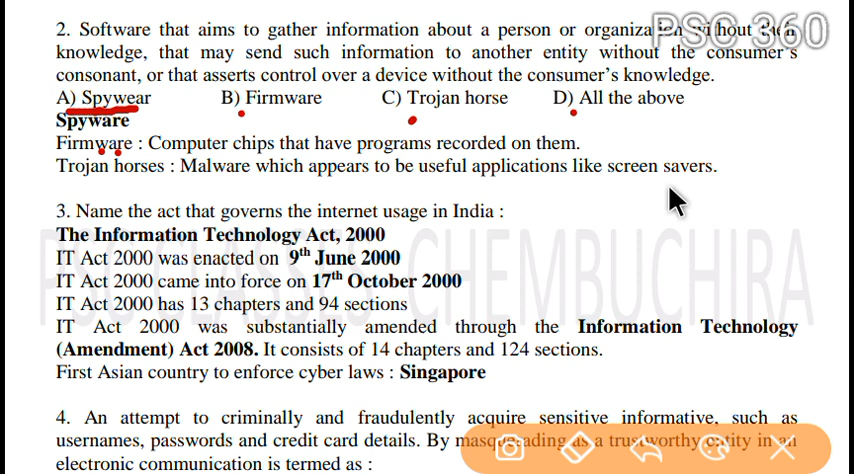 PSC 360
2. Software that aims to gather information about a person or organization without their
knowledge, that may send such information to another entity without the consumer's
consonant, or that asserts control over a device without the consumer's knowledge.
A) Spywear B) Firmware C) Trojan horse D) All the above
Spyware
Firmware : Computer chips that have programs recorded on them.
Trojan horses : Malware which appears to be useful applications like screen savers.
3. Name the act that governs the internet usage in India :
The Information Technology Act, 2000
IT Act 2000 was enacted on 9th June 2000
IT Act 2000 came into force on 17th October 2000
IT Act 2000 has 13 chapters and 94 sections
IT Act 2000 was substantially amended through the Information Technology
(Amendment) Act 2008. It consists of 14 chapters and 124 sections.
First Asian country to enforce cyber laws : Singapore
PSC CLASSES CHEMBUCHIRA
4. An attempt to criminally and fraudulently acquire sensitive informative, such as
usernames, passwords and credit card details. By masquerading as a trustworthy entity in an
electronic communication is termed as :